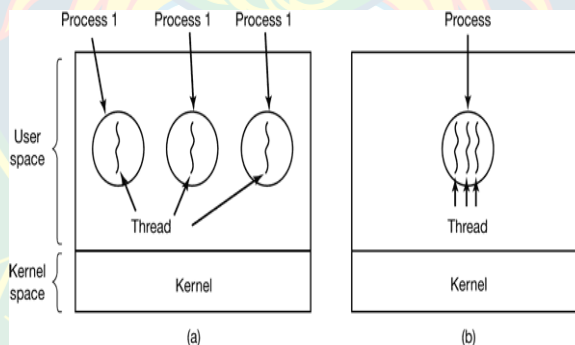 Process 1 Process 1 Process 1 Process
User
space
Thread Thread
Kernel
space
Kernel Kernel
(a) (b)